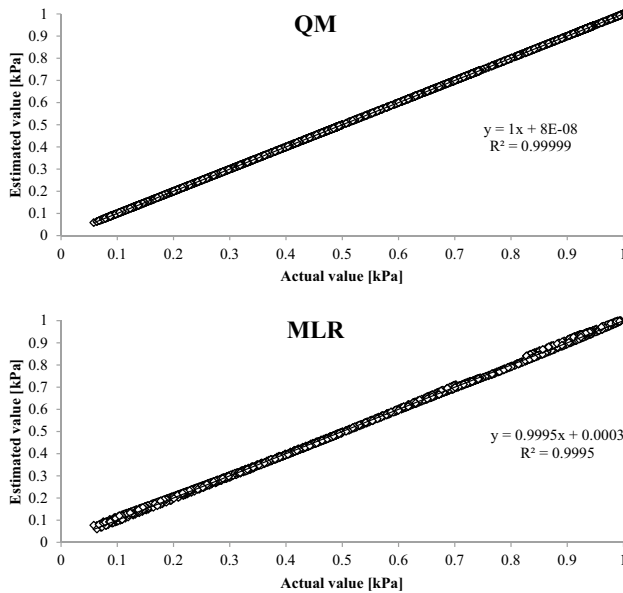 QM
Estimated value [kPa]
1
0.9
0.8
0.7
0.6
0.5
0.4
0.3
0.2
0.1
0
y = 1x + 8E-08
R² = 0.99999
0 0.1 0.2 0.3 0.4 0.5 0.6 0.7 0.8 0.9 1
Actual value [kPa]
MLR
Estimated value [kPa]
1
0.9
0.8
0.7
0.6
0.5
0.4
0.3
0.2
0.1
0
y = 0.9995x + 0.0003
R² = 0.9995
0 0.1 0.2 0.3 0.4 0.5 0.6 0.7 0.8 0.9 1
Actual value [kPa]